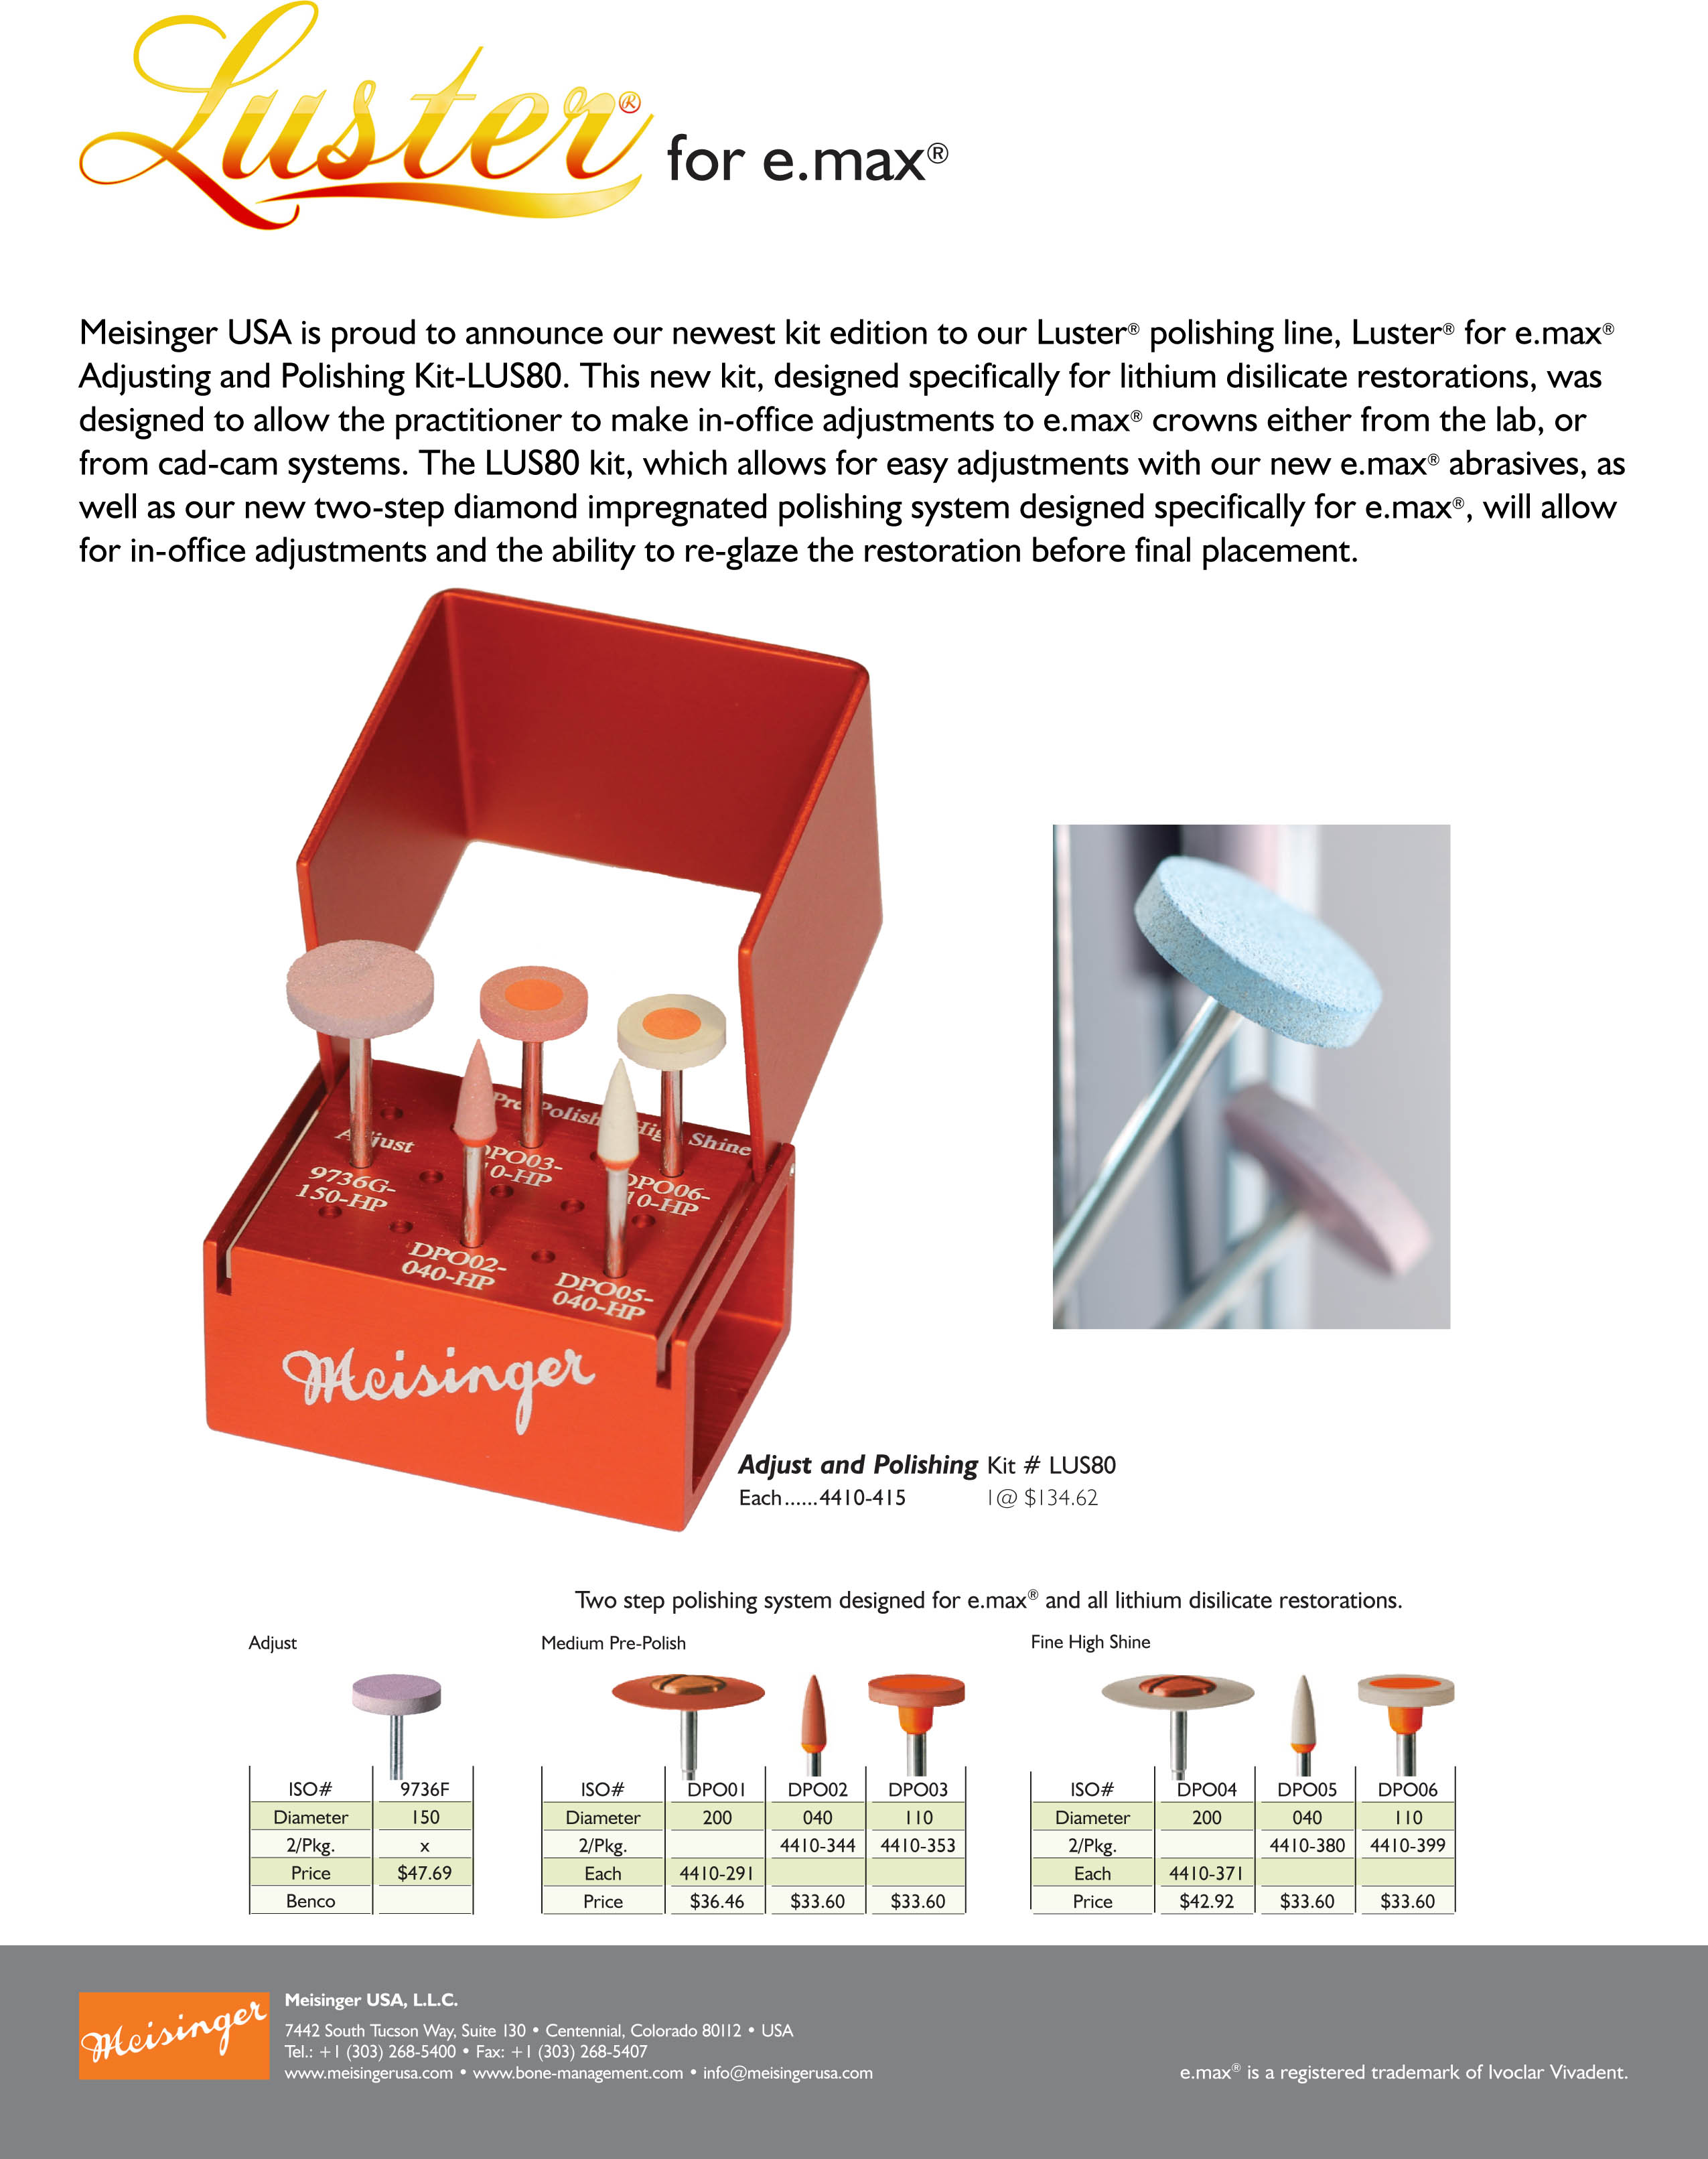 Luster® for e.max®
Meisinger USA is proud to announce our newest kit edition to our Luster® polishing line, Luster® for e.max®
Adjusting and Polishing Kit-LUS80. This new kit, designed specifically for lithium disilicate restorations, was
designed to allow the practitioner to make in-office adjustments to e.max® crowns either from the lab, or
from cad-cam systems. The LUS80 kit, which allows for easy adjustments with our new e.max® abrasives, as
well as our new two-step diamond impregnated polishing system designed specifically for e.max®, will allow
for in-office adjustments and the ability to re-glaze the restoration before final placement.
Pre Polish High Shine
Adjust
9736G-
150-HP
DPO03-
10-HP
DPO06-
10-HP
DPO02-
040-HP
DPO05-
040-HP
Meisinger
Adjust and Polishing Kit # LUS80
Each......4410-415 1@ $134.62
Two step polishing system designed for e.max® and all lithium disilicate restorations.
Adjust
ISO# 9736F
Diameter 150
2/Pkg. x
Price $47.69
Benco
Medium Pre-Polish
ISO# DPO01 DPO02 DPO03
Diameter 200 040 110
2/Pkg. 4410-344 4410-353
Each 4410-291
Price $36.46 $33.60 $33.60
Fine High Shine
ISO# DPO04 DPO05 DPO06
Diameter 200 040 110
2/Pkg. 4410-380 4410-399
Each 4410-371
Price $42.92 $33.60 $33.60
Meisinger
Meisinger USA, L.L.C.
7442 South Tucson Way, Suite 130 • Centennial, Colorado 80112 • USA
Tel.: +1 (303) 268-5400 • Fax: +1 (303) 268-5407
www.meisingerusa.com • www.bone-management.com • info@meisingerusa.com
e.max® is a registered trademark of Ivoclar Vivadent.